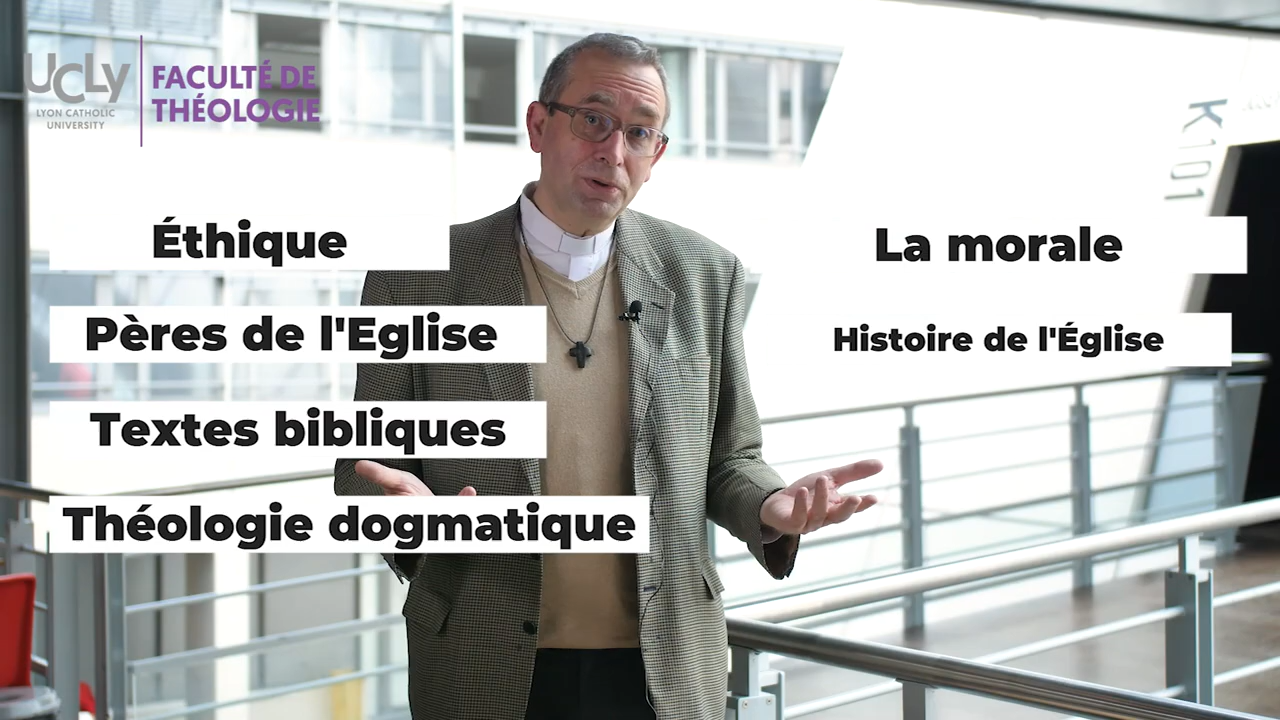 UCLy
LYON CATHOLIC
UNIVERSITY
FACULTÉ DE
THÉOLOGIE
K101
Éthique
La morale
Pères de l'Eglise
Histoire de l'Église
Textes bibliques
Théologie dogmatique